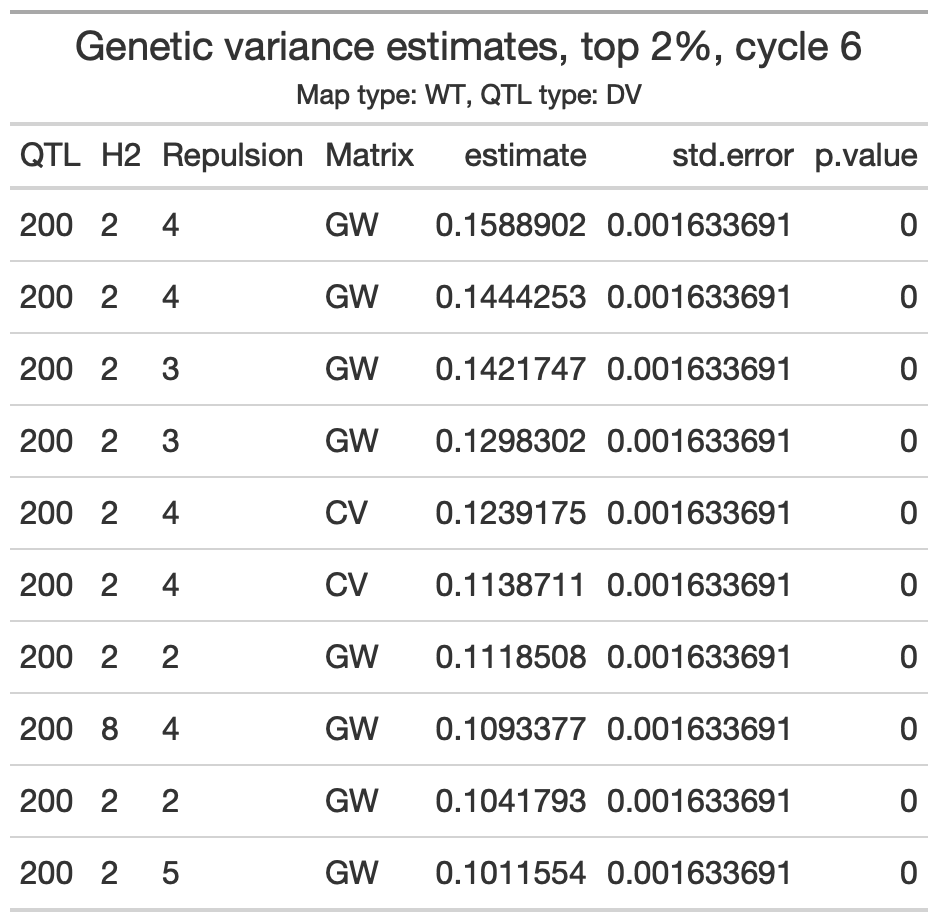 Genetic variance estimates, top 2%, cycle 6
Map type: WT, QTL type: DV
QTL H2 Repulsion Matrix estimate std.error p.value
200 2 4 GW 0.1588902 0.001633691 0
200 2 4 GW 0.1444253 0.001633691 0
200 2 3 GW 0.1421747 0.001633691 0
200 2 3 GW 0.1298302 0.001633691 0
200 2 4 CV 0.1239175 0.001633691 0
200 2 4 CV 0.1138711 0.001633691 0
200 2 2 GW 0.1118508 0.001633691 0
200 8 4 GW 0.1093377 0.001633691 0
200 2 2 GW 0.1041793 0.001633691 0
200 2 5 GW 0.1011554 0.001633691 0